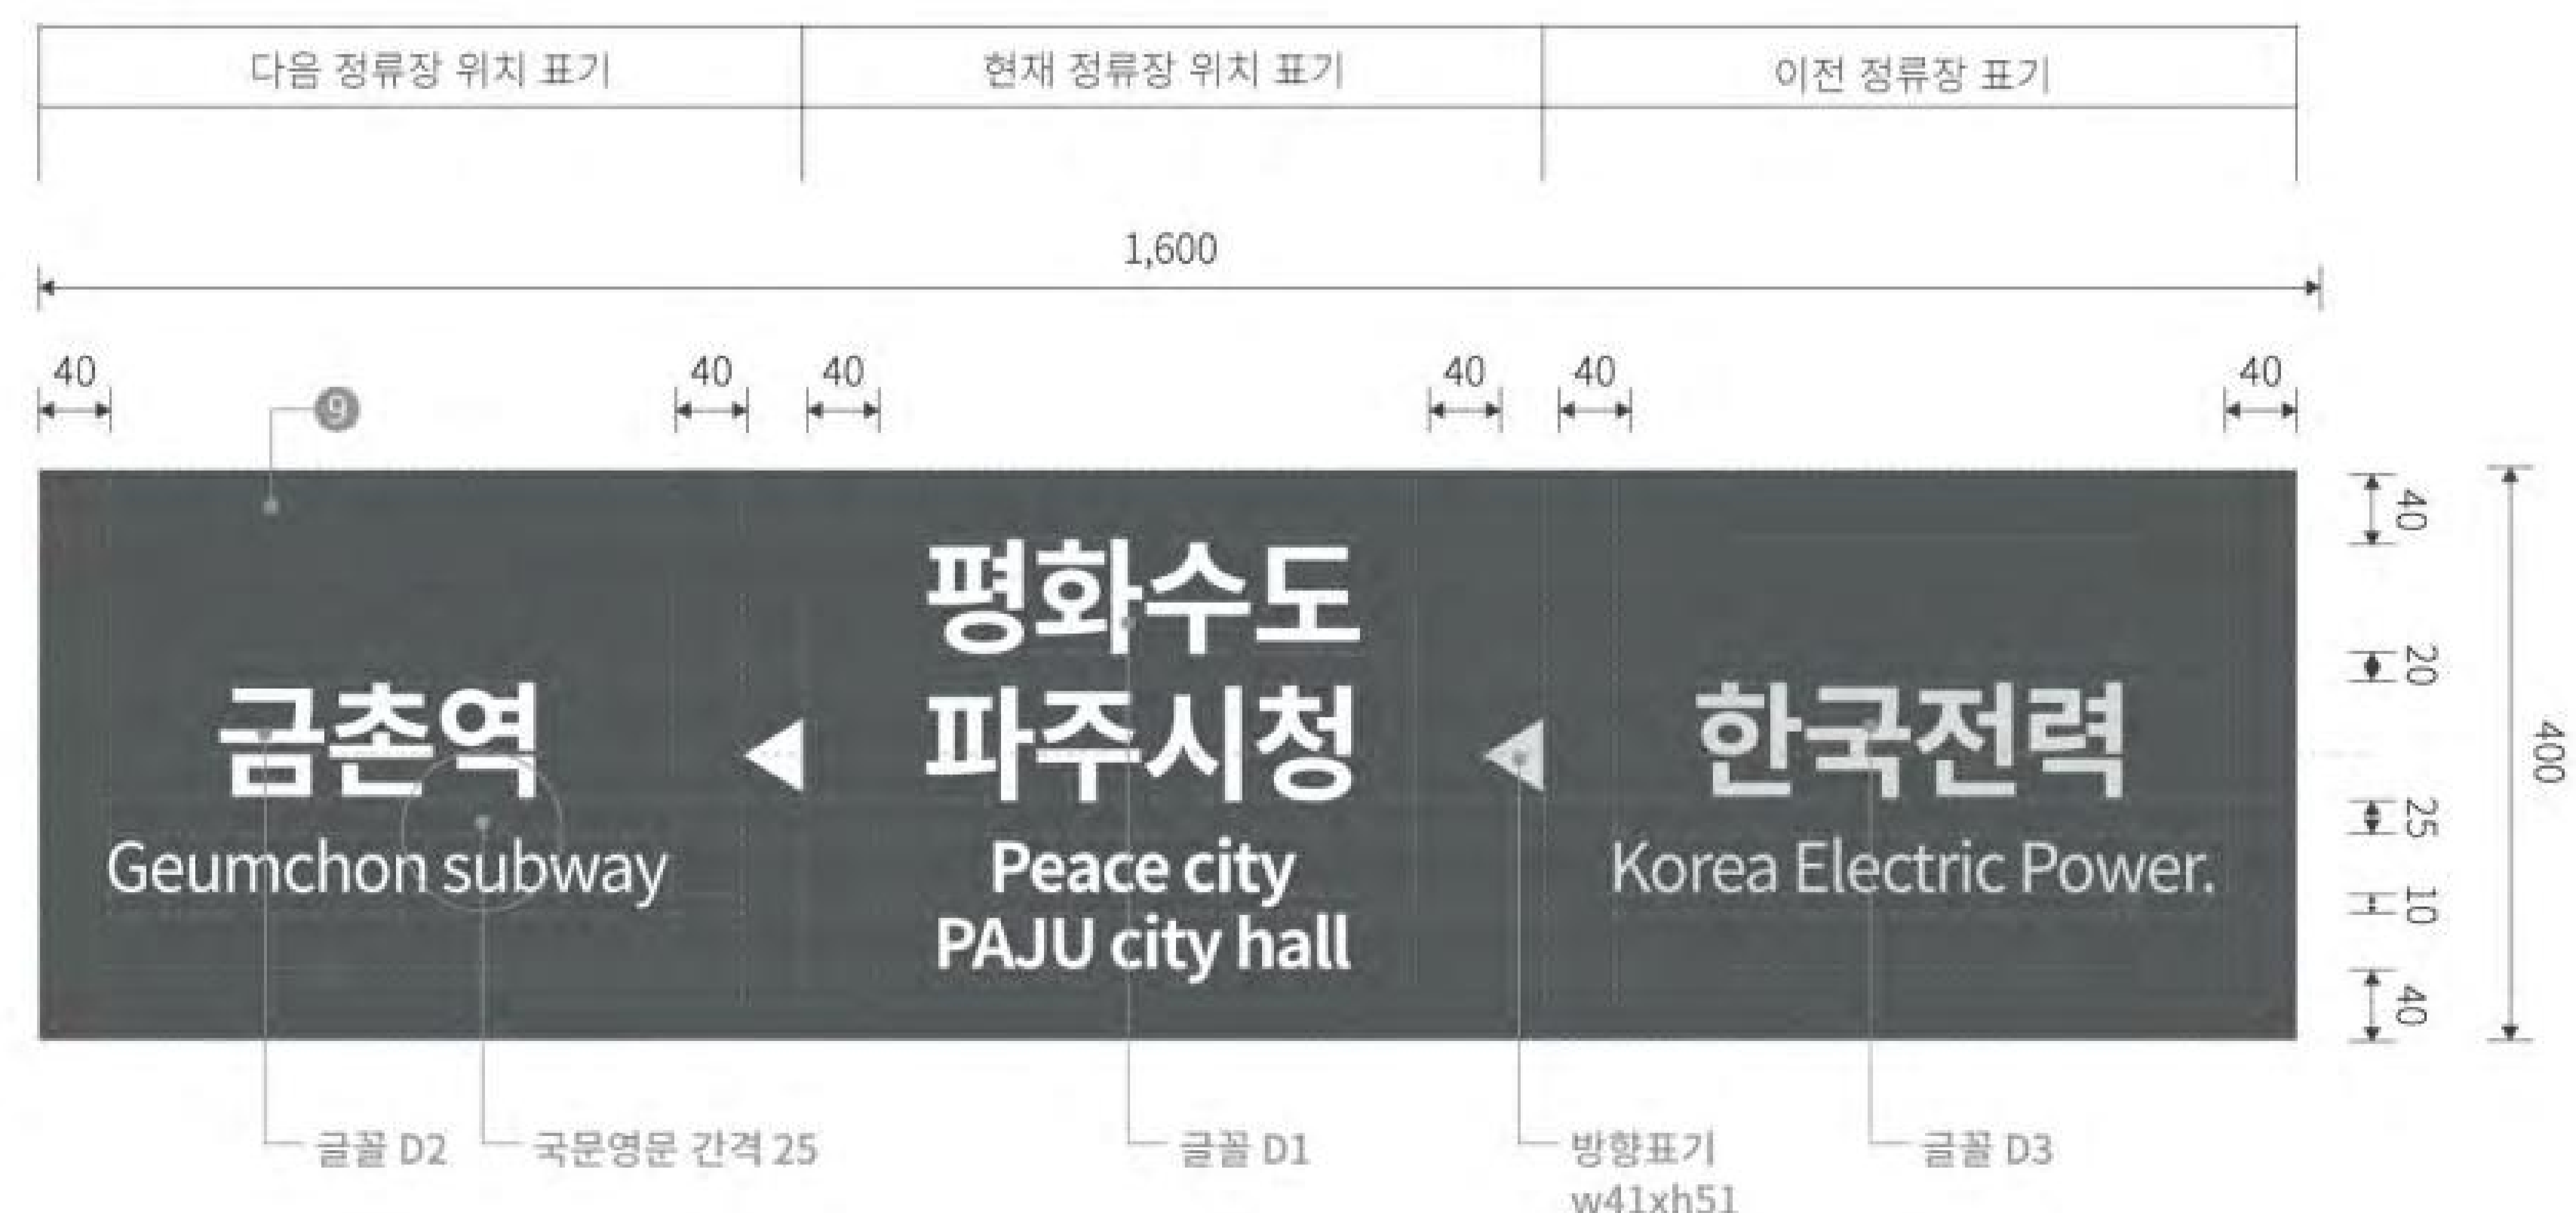 다음 정류장 위치 표기
현재 정류장 위치 표기
이전 정류장 표기
1,600
40
40
40
40
40
40
9
평화수도
파주시청
Peace city
PAJU city hall
금촌역
Geumchon subway
한국전력
Korea Electric Power.
40
20
25
10
40
400
글꼴 D2
국문영문 간격 25
글꼴 D1
방향표기
w41xh51
글꼴 D3